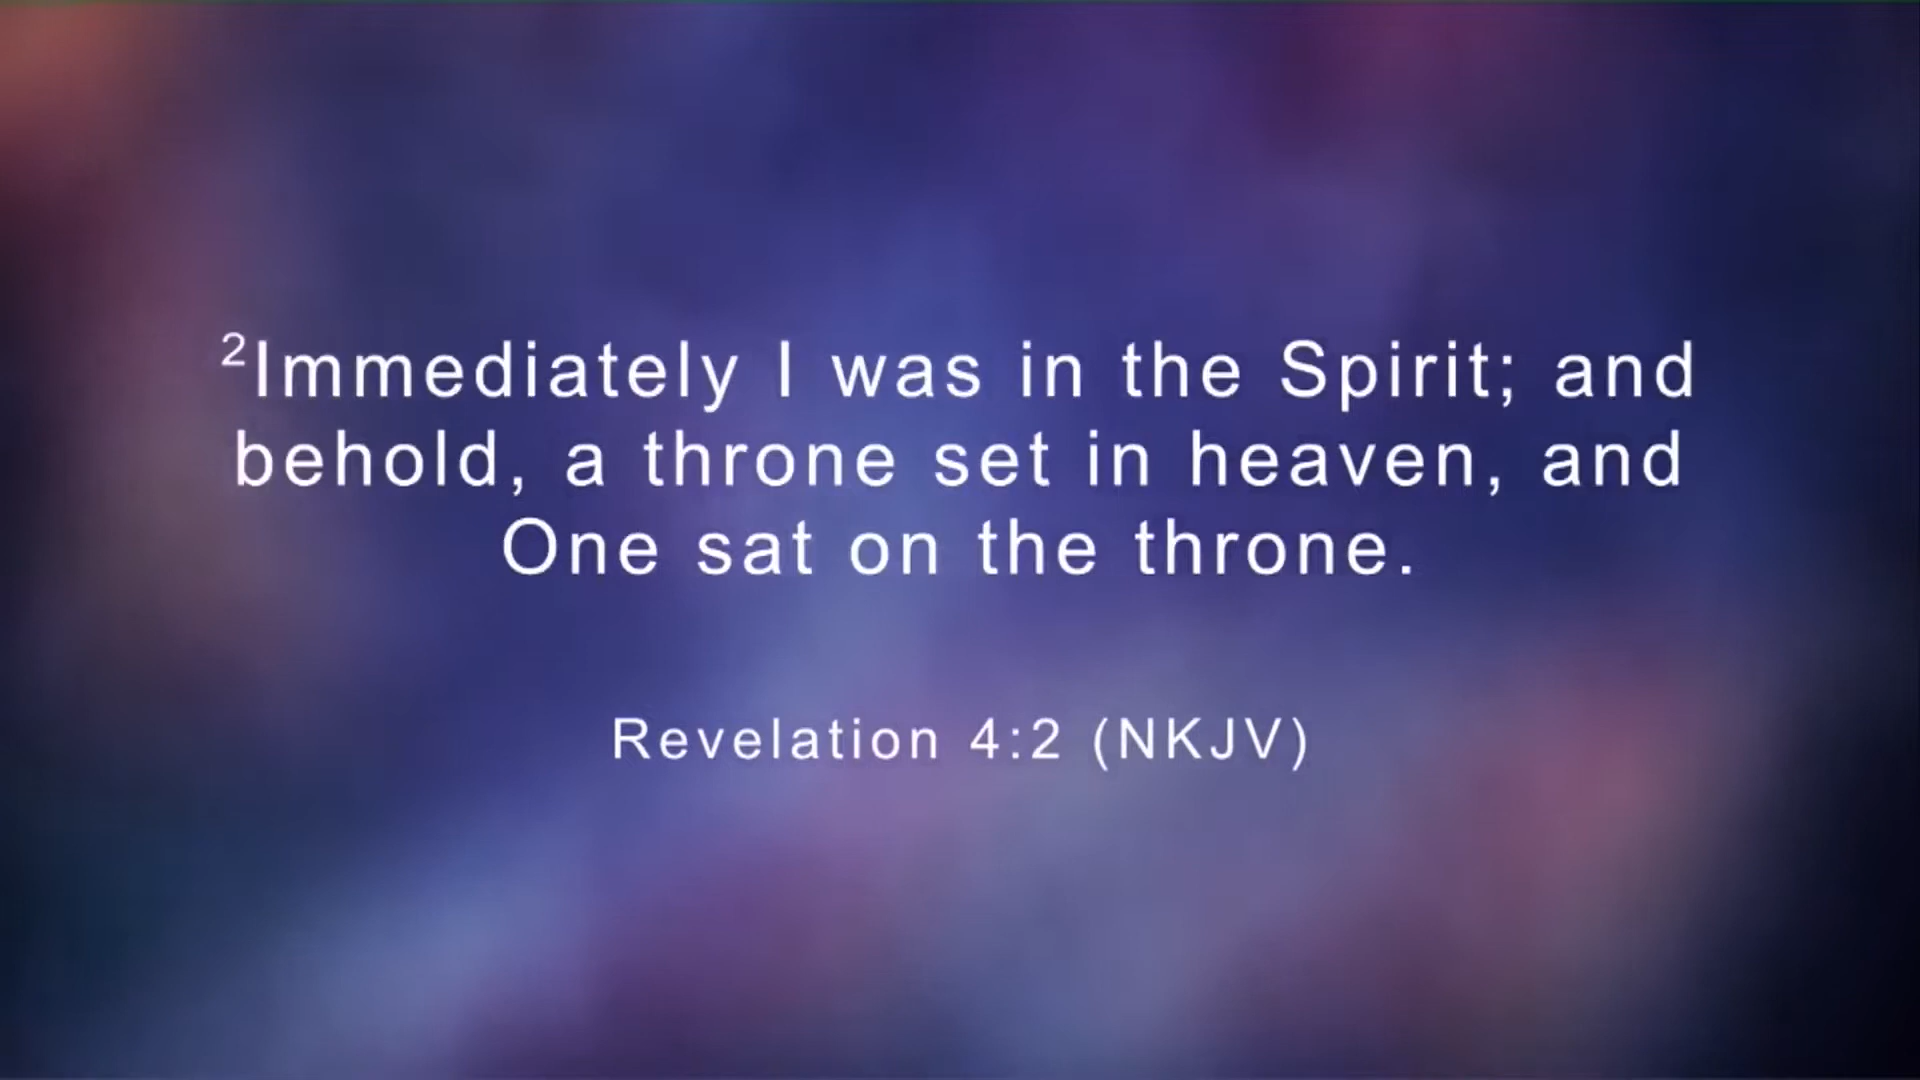 ²Immediately I was in the Spirit; and
behold, a throne set in heaven, and
One sat on the throne.
Revelation 4:2 (NKJV)